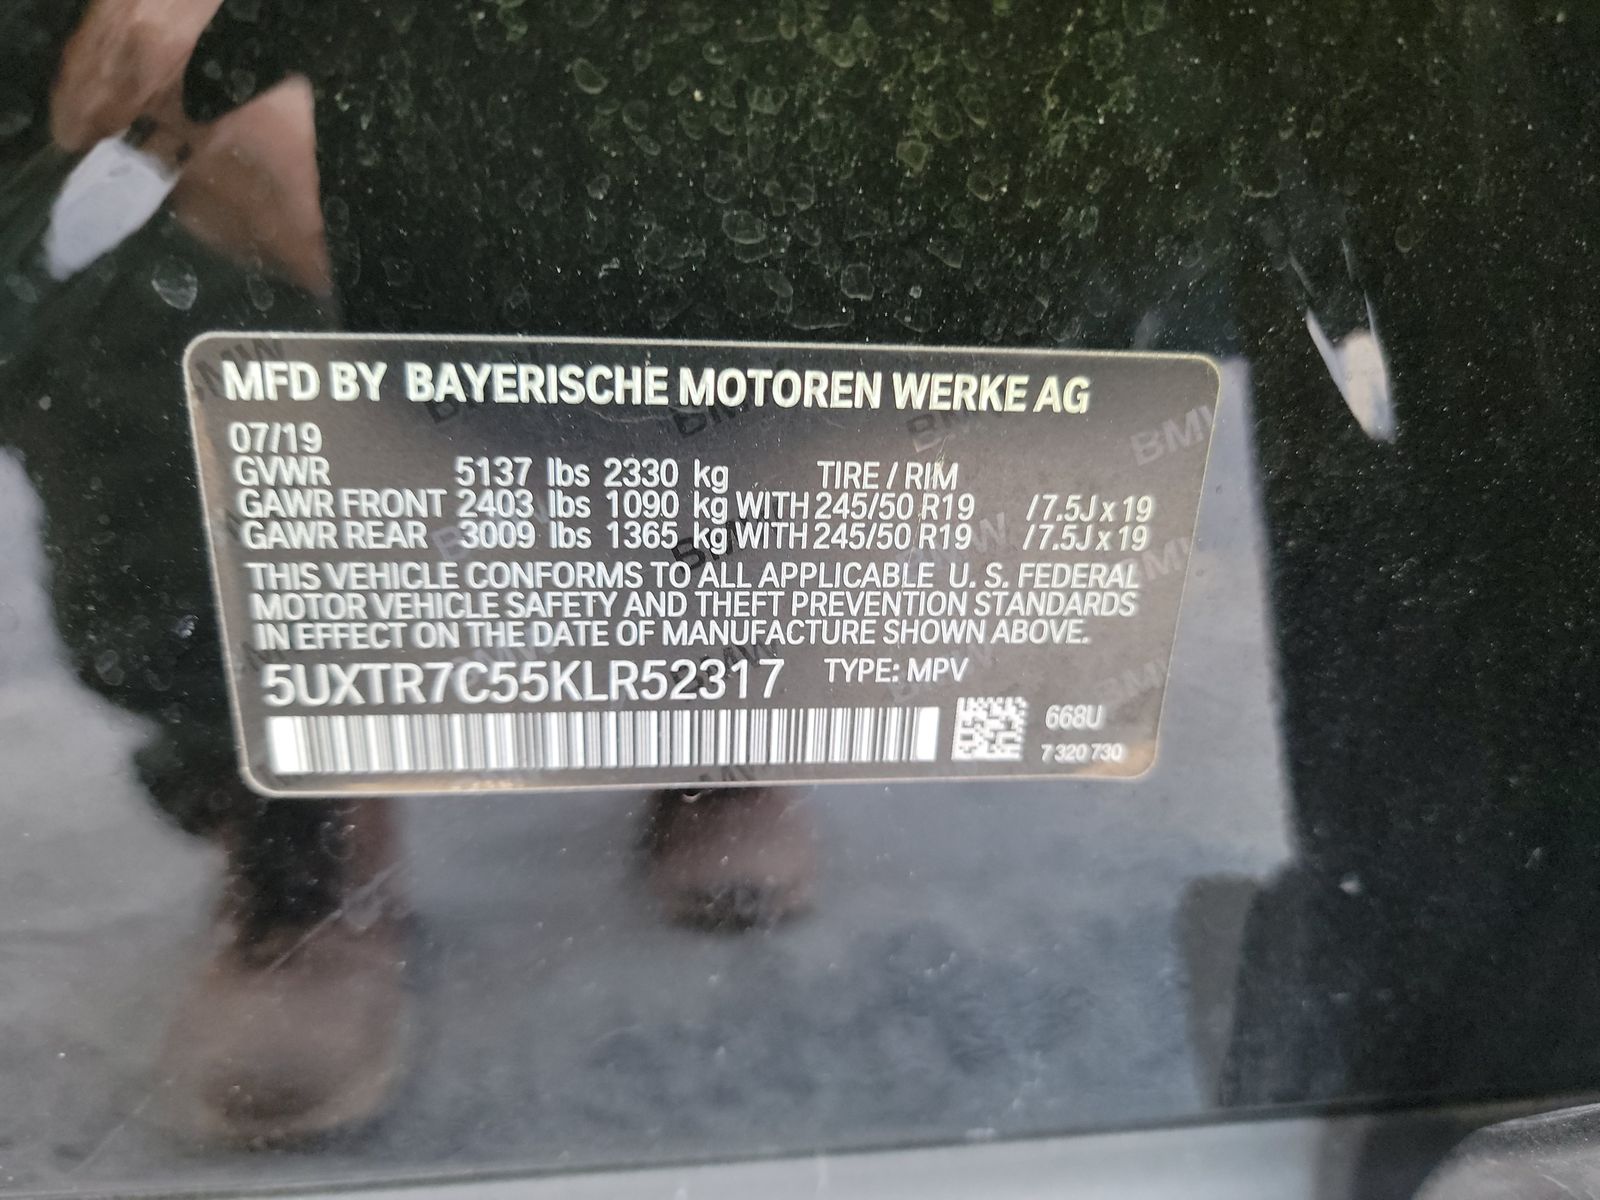 MFD BY BAYERISCHE MOTOREN WERKE AG
07/19
GVWR 5137 lbs 2330 kg TIRE / RIM
GAWR FRONT 2403 lbs 1090 kg WITH 245/50 R19 /7.5J x 19
GAWR REAR 3009 lbs 1365 kg WITH 245/50 R19 /7.5J x 19
THIS VEHICLE CONFORMS TO ALL APPLICABLE U. S. FEDERAL
MOTOR VEHICLE SAFETY AND THEFT PREVENTION STANDARDS
IN EFFECT ON THE DATE OF MANUFACTURE SHOWN ABOVE.
5UXTR7C55KLR52317 TYPE: MPV
668U
7 320 730